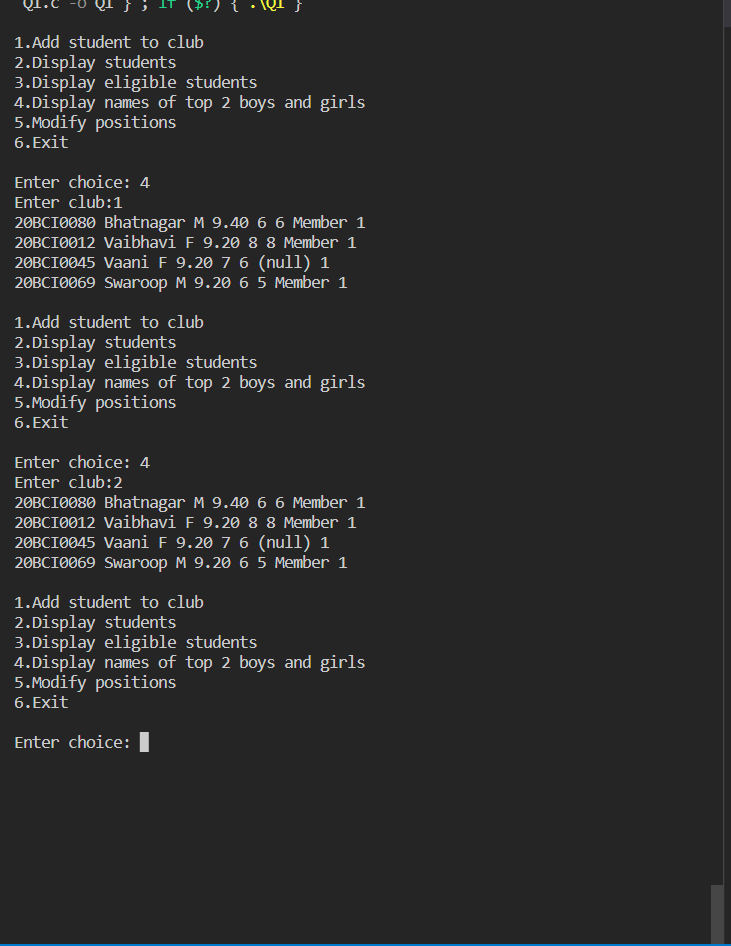 Q1.c -o Q1 } ; if ($?) { .\Q1 }
1.Add student to club
2.Display students
3.Display eligible students
4.Display names of top 2 boys and girls
5.Modify positions
6.Exit
Enter choice: 4
Enter club:1
20BCI0080 Bhatnagar M 9.40 6 6 Member 1
20BCI0012 Vaibhavi F 9.20 8 8 Member 1
20BCI0045 Vaani F 9.20 7 6 (null) 1
20BCI0069 Swaroop M 9.20 6 5 Member 1
1.Add student to club
2.Display students
3.Display eligible students
4.Display names of top 2 boys and girls
5.Modify positions
6.Exit
Enter choice: 4
Enter club:2
20BCI0080 Bhatnagar M 9.40 6 6 Member 1
20BCI0012 Vaibhavi F 9.20 8 8 Member 1
20BCI0045 Vaani F 9.20 7 6 (null) 1
20BCI0069 Swaroop M 9.20 6 5 Member 1
1.Add student to club
2.Display students
3.Display eligible students
4.Display names of top 2 boys and girls
5.Modify positions
6.Exit
Enter choice: